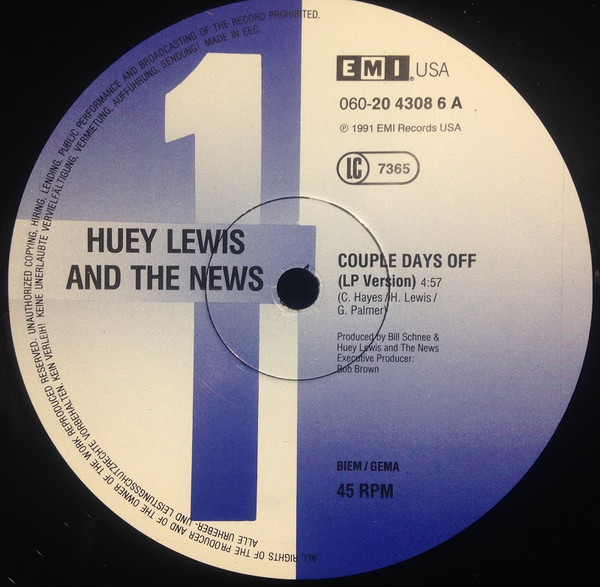 1
EMI USA
060-20 4308 6 A
℗ 1991 EMI Records USA
LC 7365
HUEY LEWIS
AND THE NEWS
COUPLE DAYS OFF
(LP Version) 4:57
(C. Hayes / H. Lewis /
G. Palmer)
Produced by Bill Schnee &
Huey Lewis and The News
Executive Producer:
Bob Brown
BIEM / GEMA
45 RPM
ALL RIGHTS OF THE PRODUCER AND OF THE OWNER OF THE WORK REPRODUCED RESERVED. UNAUTHORIZED COPYING, HIRING, LENDING, PUBLIC PERFORMANCE AND BROADCASTING OF THE RECORD PROHIBITED.
ALLE URHEBER- UND LEISTUNGSSCHUTZRECHTE VORBEHALTEN. KEIN VERLEIH! KEINE UNERLAUBTE VERVIELFÄLTIGUNG, VERMIETUNG, AUFFÜHRUNG, SENDUNG! MADE IN EEC.